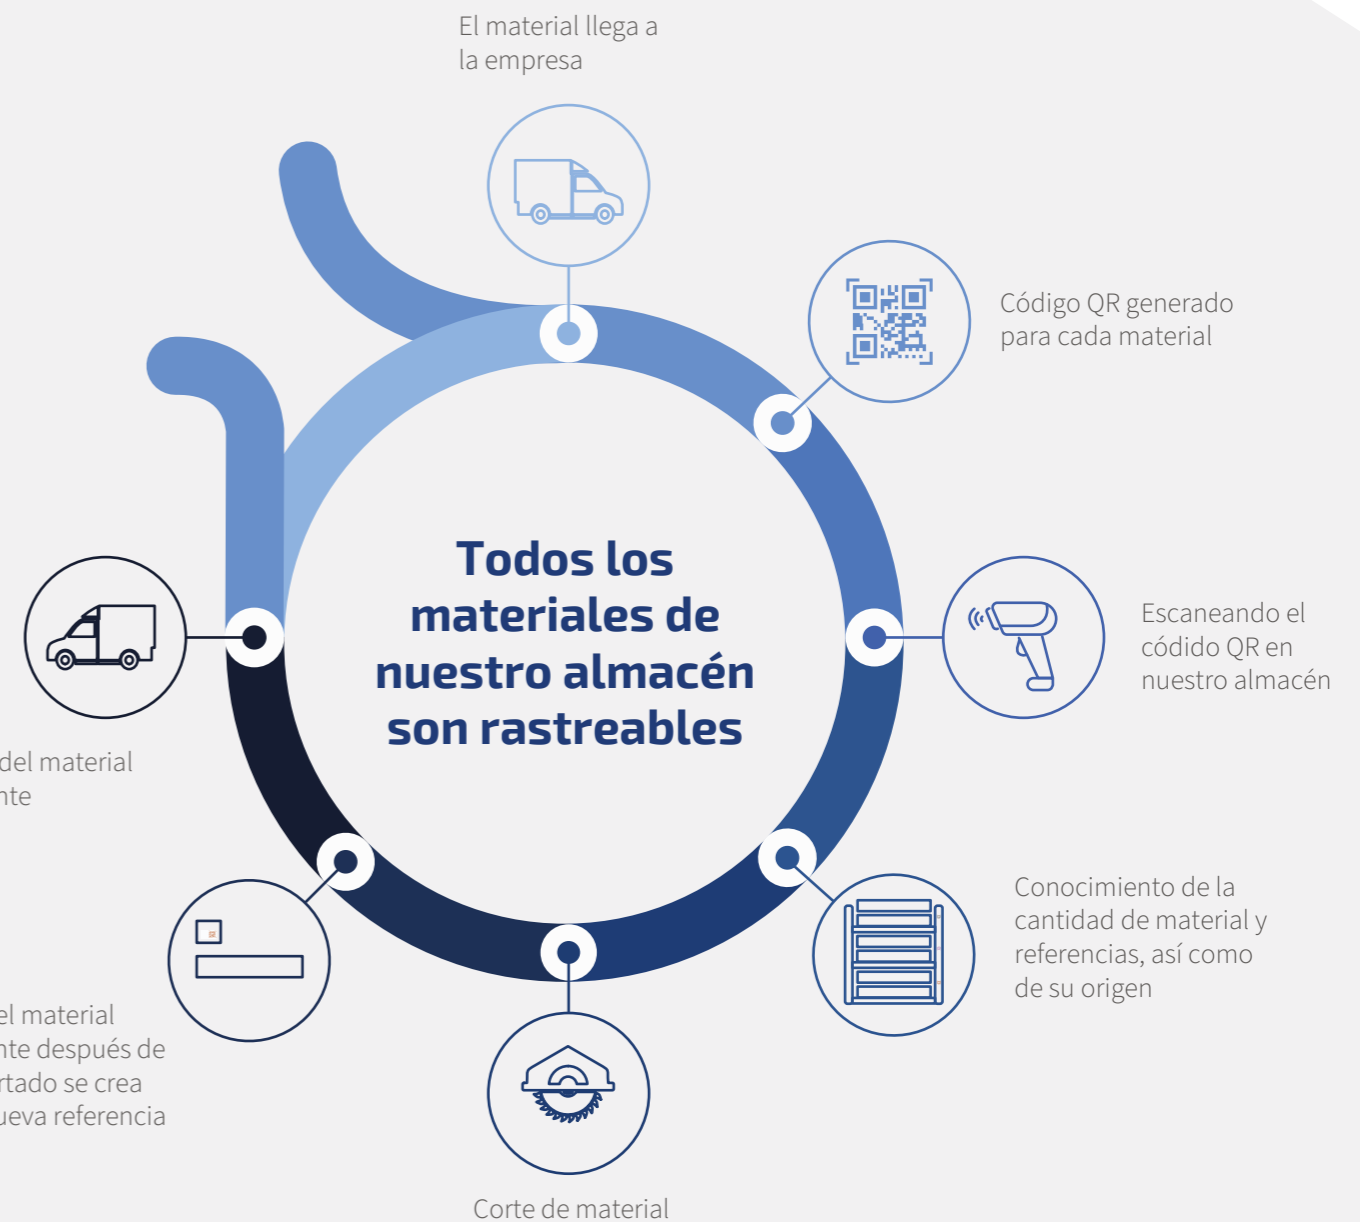 El material llega a
la empresa
Código QR generado
para cada material
Escaneando el
códido QR en
nuestro almacén
Conocimiento de la
cantidad de material y
referencias, así como
de su origen
Corte de material
el material
nte después de
rtado se crea
ueva referencia
del material
nte
Todos los
materiales de
nuestro almacén
son rastreables